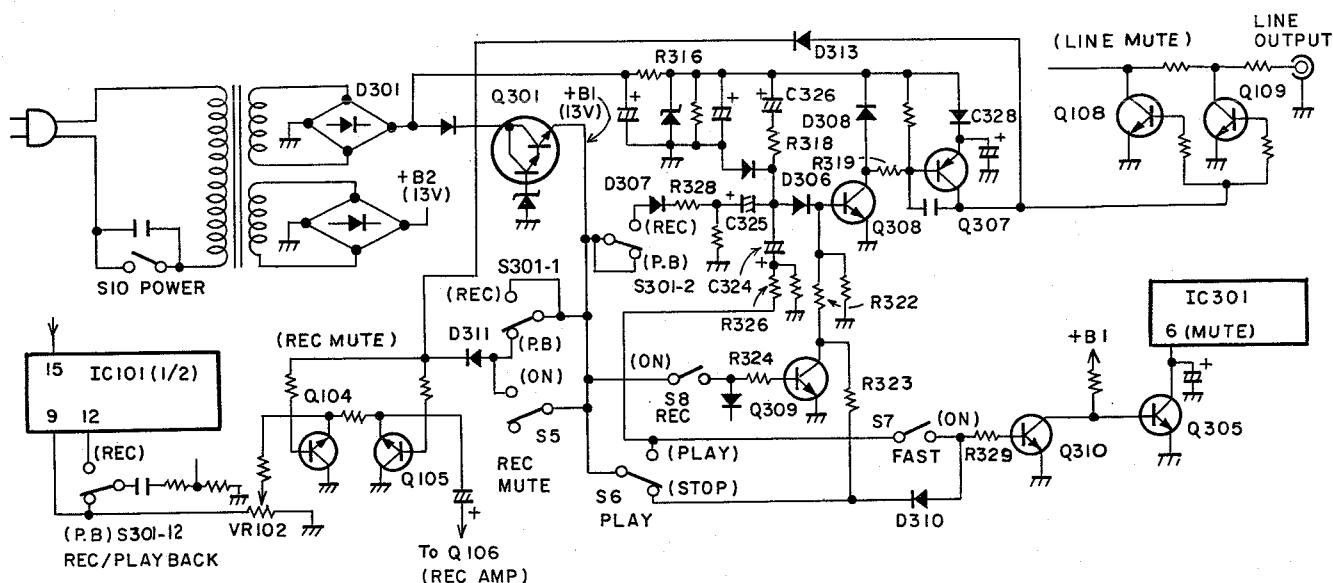 D313
(LINE MUTE)
LINE
OUTPUT
R316
D301
Q301
+B1
(13V)
C326
D308
R318
C328
Q108
Q109
R319
+B2
(13V)
D307
R328
D306
(REC)
C325
Q308
Q307
(P.B)
S301-2
C324
S10 POWER
S301-1
(REC)
R326
R322
IC301
6 (MUTE)
(REC MUTE)
D311
(P.B)
+B1
15
IC101 (1/2)
9
12
Q104
(ON)
(ON)
R324
R323
S8
REC
Q309
S7
(ON)
Q305
(REC)
Q105
S5
REC
MUTE
FAST
R329
Q310
(PLAY)
S6
PLAY
(STOP)
D310
(P.B) S301-12
REC/PLAYBACK
VR102
To Q106
(REC AMP)